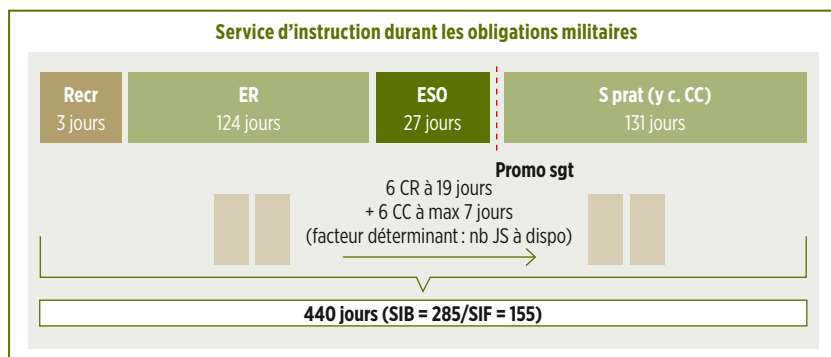 Service d'instruction durant les obligations militaires
Recr
3 jours
ER
124 jours
ESO
27 jours
S prat (y c. CC)
131 jours
Promo sgt
6 CR à 19 jours
+ 6 CC à max 7 jours
(facteur déterminant : nb JS à dispo)
440 jours (SIB = 285/SIF = 155)